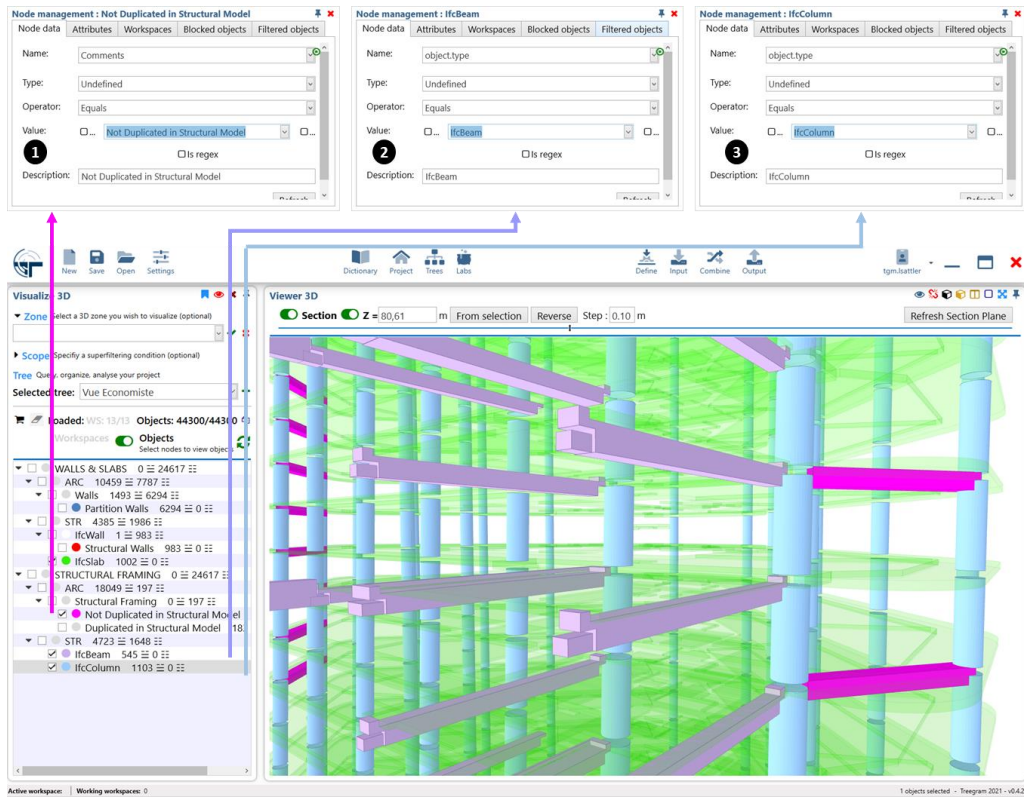 Node management : Not Duplicated in Structural Model
Node data Attributes Workspaces Blocked objects Filtered objects
Name: Comments
Type: Undefined
Operator: Equals
Value: ... Not Duplicated in Structural Model ...
1
Is regex
Description: Not Duplicated in Structural Model
Refresh
Node management : IfcBeam
Node data Attributes Workspaces Blocked objects Filtered objects
Name: object.type
Type: Undefined
Operator: Equals
Value: ... IfcBeam ...
2
Is regex
Description: IfcBeam
Refresh
Node management : IfcColumn
Node data Attributes Workspaces Blocked objects Filtered objects
Name: object.type
Type: Undefined
Operator: Equals
Value: ... IfcColumn ...
3
Is regex
Description: IfcColumn
Refresh
New Save Open Settings Dictionary Project Trees Labs Define Input Combine Output tgm.lsattler
Visualize 3D
Zone Select a 3D zone you wish to visualize (optional)
Scope Specifiy a superfiltering condition (optional)
Tree Query, organize, analyse your project
Selected tree: Vue Economiste
Loaded: WS: 13/13 Objects: 44300/44300
Workspaces Objects
Select nodes to view objects
WALLS & SLABS 0 24617
ARC 10459 7787
Walls 1493 6294
Partition Walls 6294 0
STR 4385 1986
IfcWall 1 983
Structural Walls 983 0
IfcSlab 1002 0
STRUCTURAL FRAMING 0 24617
ARC 18049 197
Structural Framing 0 197
Not Duplicated in Structural Model
Duplicated in Structural Model 18.
STR 4723 1648
IfcBeam 545 0
IfcColumn 1103 0
Viewer 3D
Section Z = 80,61 m From selection Reverse Step : 0.10 m Refresh Section Plane
Active workspace: Working workspaces: 0
1 objects selected - Treegram 2021 - v0.4.2